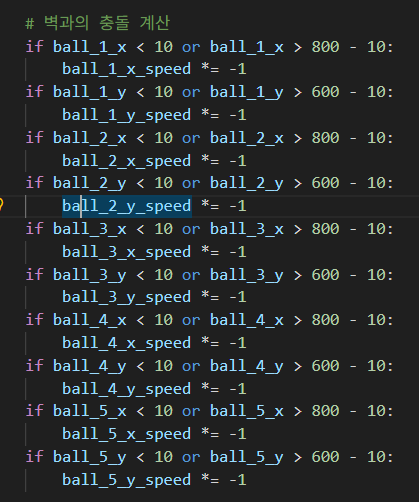 # 벽과의 충돌 계산
if ball_1_x < 10 or ball_1_x > 800 - 10:
ball_1_x_speed *= -1
if ball_1_y < 10 or ball_1_y > 600 - 10:
ball_1_y_speed *= -1
if ball_2_x < 10 or ball_2_x > 800 - 10:
ball_2_x_speed *= -1
if ball_2_y < 10 or ball_2_y > 600 - 10:
ball_2_y_speed *= -1
if ball_3_x < 10 or ball_3_x > 800 - 10:
ball_3_x_speed *= -1
if ball_3_y < 10 or ball_3_y > 600 - 10:
ball_3_y_speed *= -1
if ball_4_x < 10 or ball_4_x > 800 - 10:
ball_4_x_speed *= -1
if ball_4_y < 10 or ball_4_y > 600 - 10:
ball_4_y_speed *= -1
if ball_5_x < 10 or ball_5_x > 800 - 10:
ball_5_x_speed *= -1
if ball_5_y < 10 or ball_5_y > 600 - 10:
ball_5_y_speed *= -1